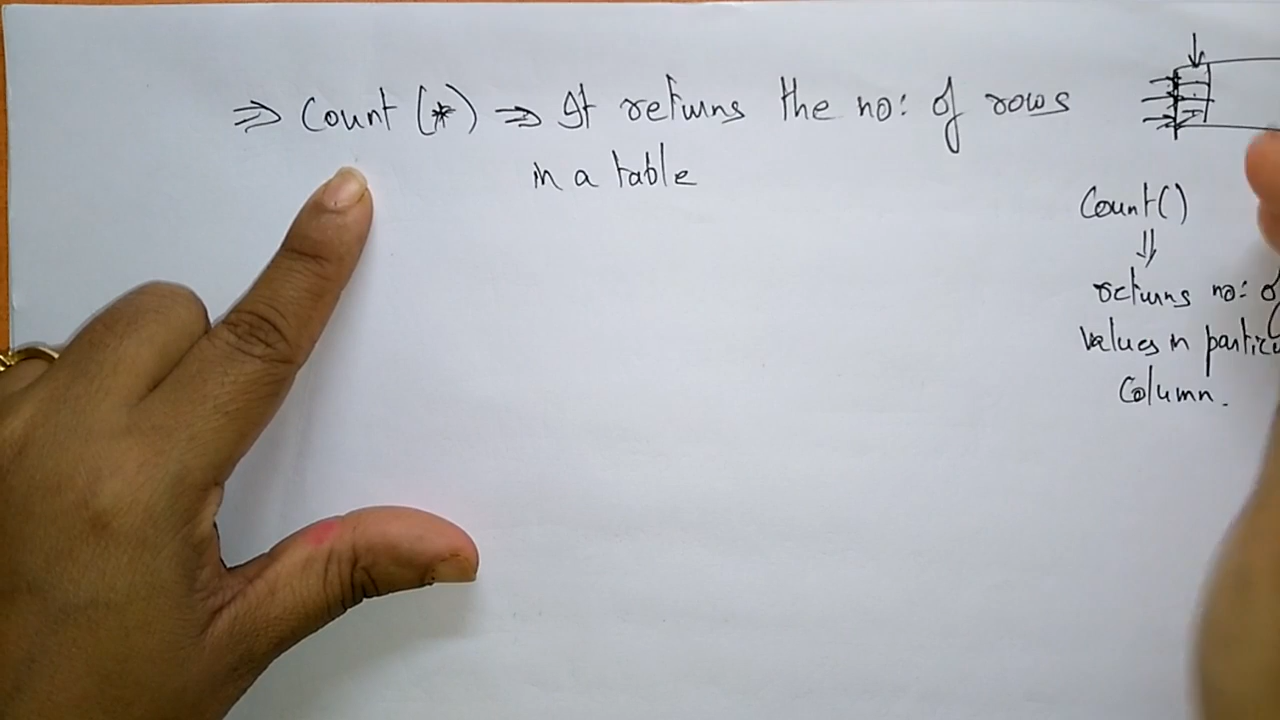 ⇒ Count (*) ⇒ It returns the no: of rows
in a table
Count()
⇓
returns no: of
values in
Column.